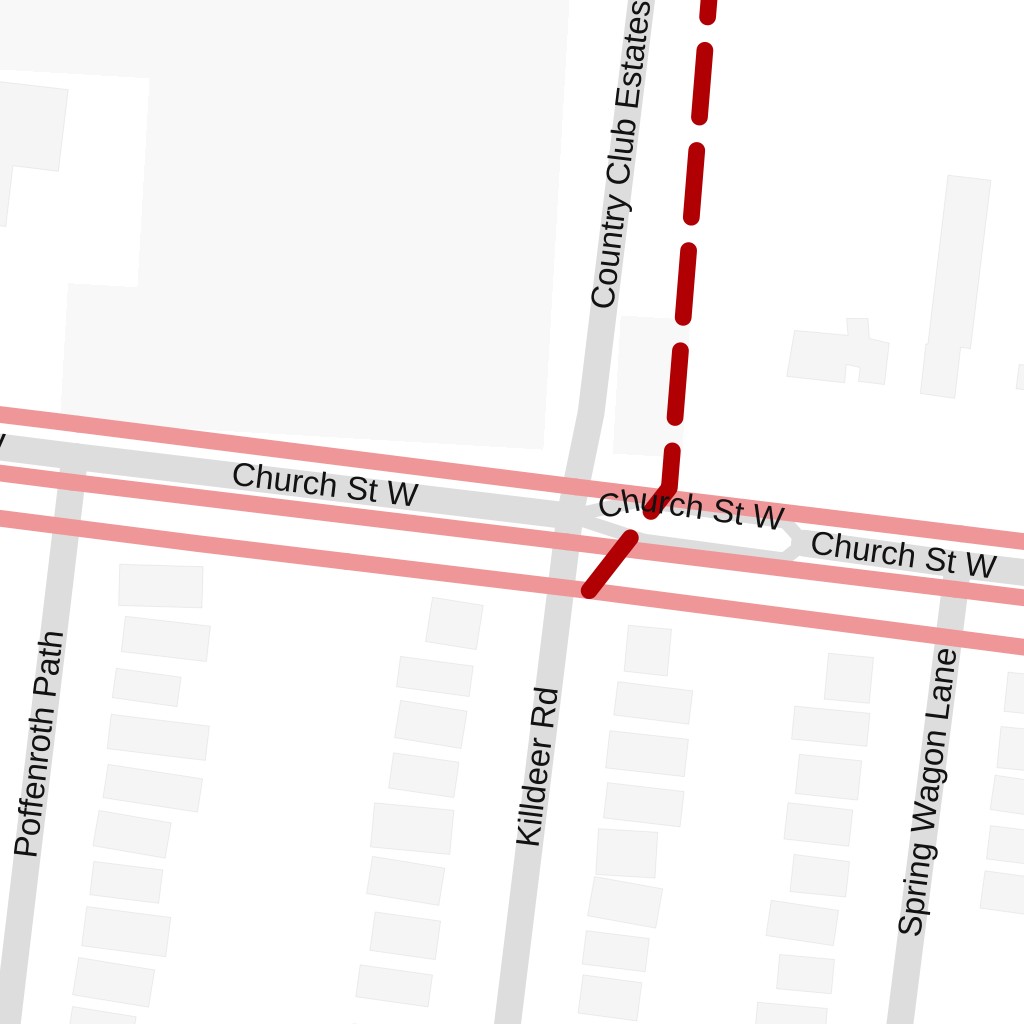 Country Club Estates
Church St W
Church St W
Church St W
Poffenroth Path
Killdeer Rd
Spring Wagon Lane